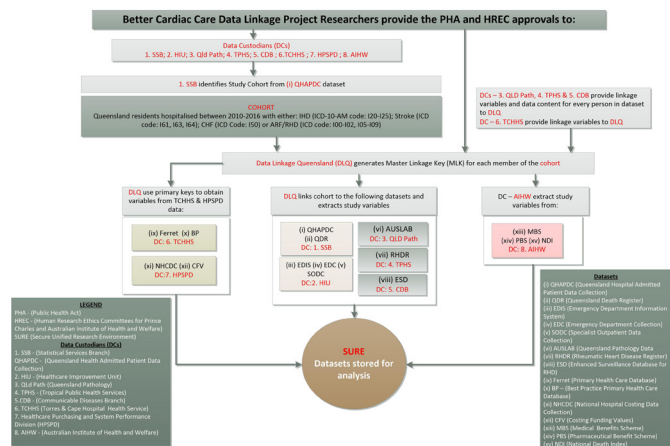 Better Cardiac Care Data Linkage Project Researchers provide the PHA and HREC approvals to:
Data Custodians (DCs)
1. SSB; 2. HIU; 3. Qld Path; 4. TPHS; 5. CDB ; 6.TCHHS ; 7. HPSPD ; 8. AIHW
1. SSB identifies Study Cohort from (i) QHAPDC dataset
COHORT
Queensland residents hospitalised between 2010-2016 with either: IHD (ICD-10-AM code: I20-I25); Stroke (ICD
code: I61, I63, I64); CHF (ICD Code: I50) or ARF/RHD (ICD code: I00-I02, I05-I09)
DCs – 3. QLD Path, 4. TPHS & 5. CDB provide linkage
variables and data content for every person in dataset
to DLQ
DC – 6. TCHHS provide linkage variables to DLQ
Data Linkage Queensland (DLQ) generates Master Linkage Key (MLK) for each member of the cohort
DLQ use primary keys to obtain
variables from TCHHS & HPSPD
data:
(ix) Ferret (x) BP
DC: 6. TCHHS
(xi) NHCDC (xii) CFV
DC:7. HPSPD
DLQ links cohort to the following datasets and
extracts study variables
(i) QHAPDC
(ii) QDR
DC: 1. SSB
(iii) EDIS (iv) EDC (v)
SODC
DC:2. HIU
(vi) AUSLAB
DC: 3. QLD Path
(vii) RHDR
DC: 4. TPHS
(viii) ESD
DC: 5. CDB
DC – AIHW extract study
variables from:
(xiii) MBS
(xiv) PBS (xv) NDI
DC: 8. AIHW
SURE
Datasets stored for
analysis
LEGEND
PHA - (Public Health Act)
HREC - (Human Research Ethics Committees for Prince
Charles and Australian Institute of Health and Welfare)
SURE (Secure Unified Research Environment)
Data Custodians (DCs)
1. SSB - (Statistical Services Branch)
QHAPDC - (Queensland Health Admitted Patient Data
Collection)
2. HIU - (Healthcare Improvement Unit)
3. QLd Path (Queensland Pathology)
4. TPHS - (Tropical Public Health Services)
5.CDB - (Communicable Diseases Branch)
6. TCHHS (Torres & Cape Hospital Health Service)
7. Healthcare Purchasing and System Performance
Division (HPSPD)
8. AIHW - (Australian Institute of Health and Welfare)
Datasets
(i) QHAPDC (Queensland Hospital Admitted
Patient Data Collection)
(ii) QDR (Queensland Death Register)
(iii) EDIS (Emergency Department Information
System)
(iv) EDC (Emergency Department Collection)
(v) SODC (Specialist Outpatient Data
Collection)
(vi) AUSLAB (Queensland Pathology Data
(vii) RHDR (Rheumatic Heart Disease Register)
(viii) ESD (Enhanced Surveillance Database for
RHD)
(ix) Ferret (Primary Health Care Database)
(x) BP – (Best Practice Primary Health
Care Database)
(xi) NHCDC (National Hospital Costing Data
Collection)
(xii) CFV (Costing Funding Values)
(xiii) MBS (Medical Benefits Scheme)
(xiv) PBS (Pharmaceutical Benefit Scheme)
(xv) NDI (National Death Index)